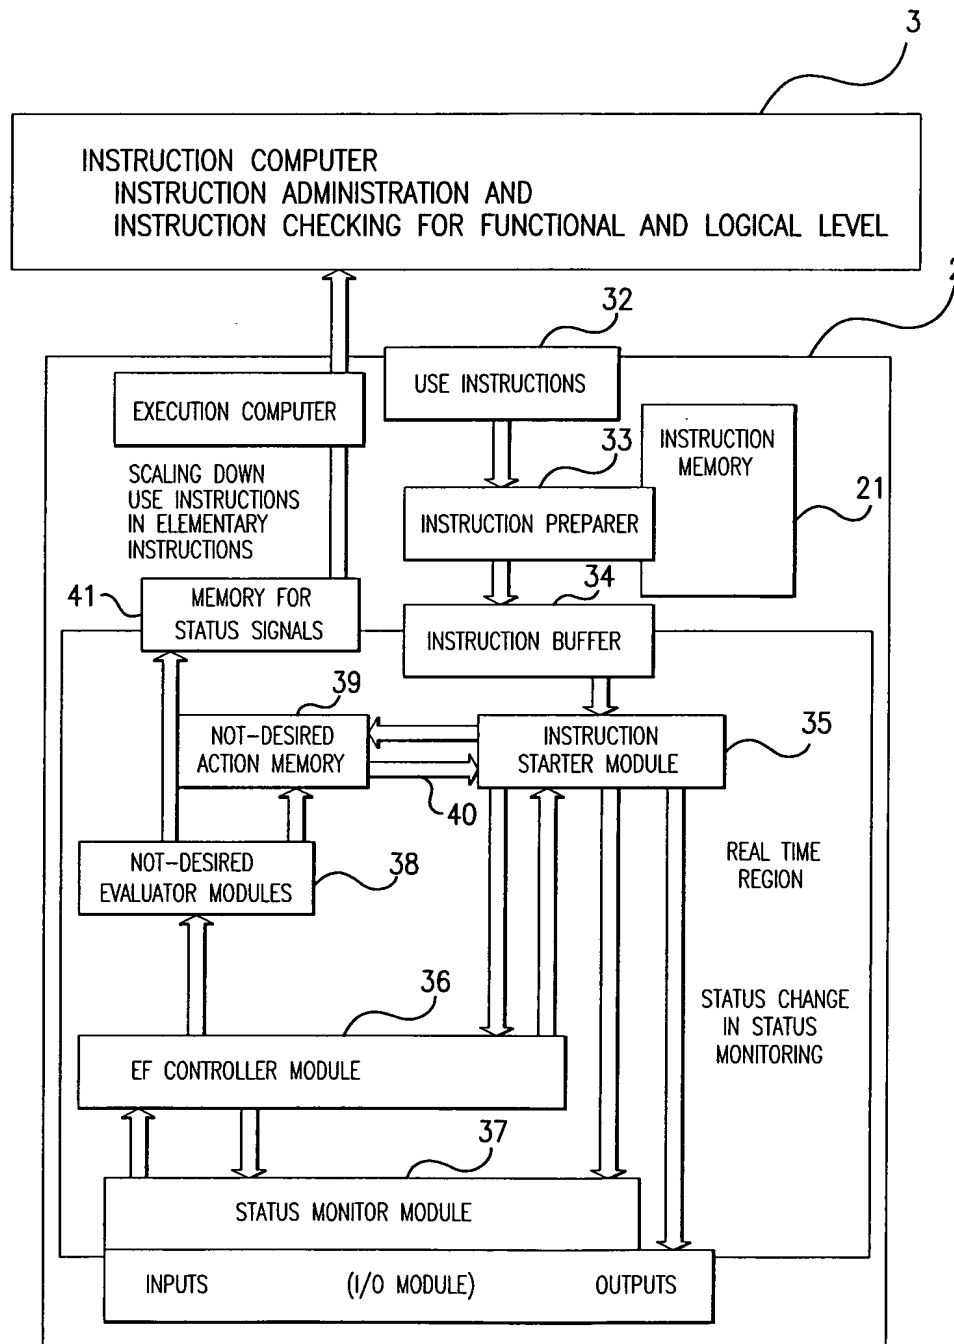 3
INSTRUCTION COMPUTER
INSTRUCTION ADMINISTRATION AND
INSTRUCTION CHECKING FOR FUNCTIONAL AND LOGICAL LEVEL
2
32
USE INSTRUCTIONS
EXECUTION COMPUTER
33
INSTRUCTION
MEMORY
21
SCALING DOWN
USE INSTRUCTIONS
IN ELEMENTARY
INSTRUCTIONS
INSTRUCTION PREPARER
34
41
MEMORY FOR
STATUS SIGNALS
INSTRUCTION BUFFER
39
NOT-DESIRED
ACTION MEMORY
INSTRUCTION
STARTER MODULE
35
40
NOT-DESIRED
EVALUATOR MODULES
38
REAL TIME
REGION
36
EF CONTROLLER MODULE
STATUS CHANGE
IN STATUS
MONITORING
37
STATUS MONITOR MODULE
INPUTS (I/O MODULE) OUTPUTS